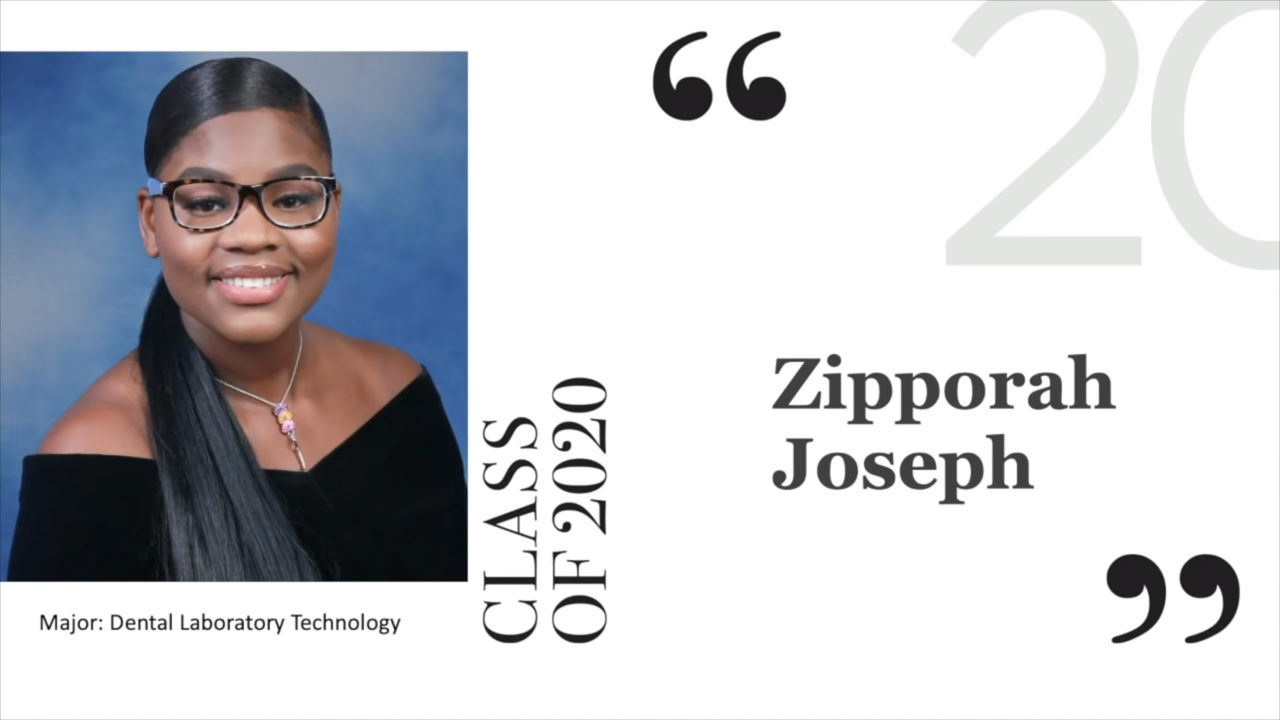 “
20
Zipporah
Joseph
CLASS
OF 2020
”
Major: Dental Laboratory Technology